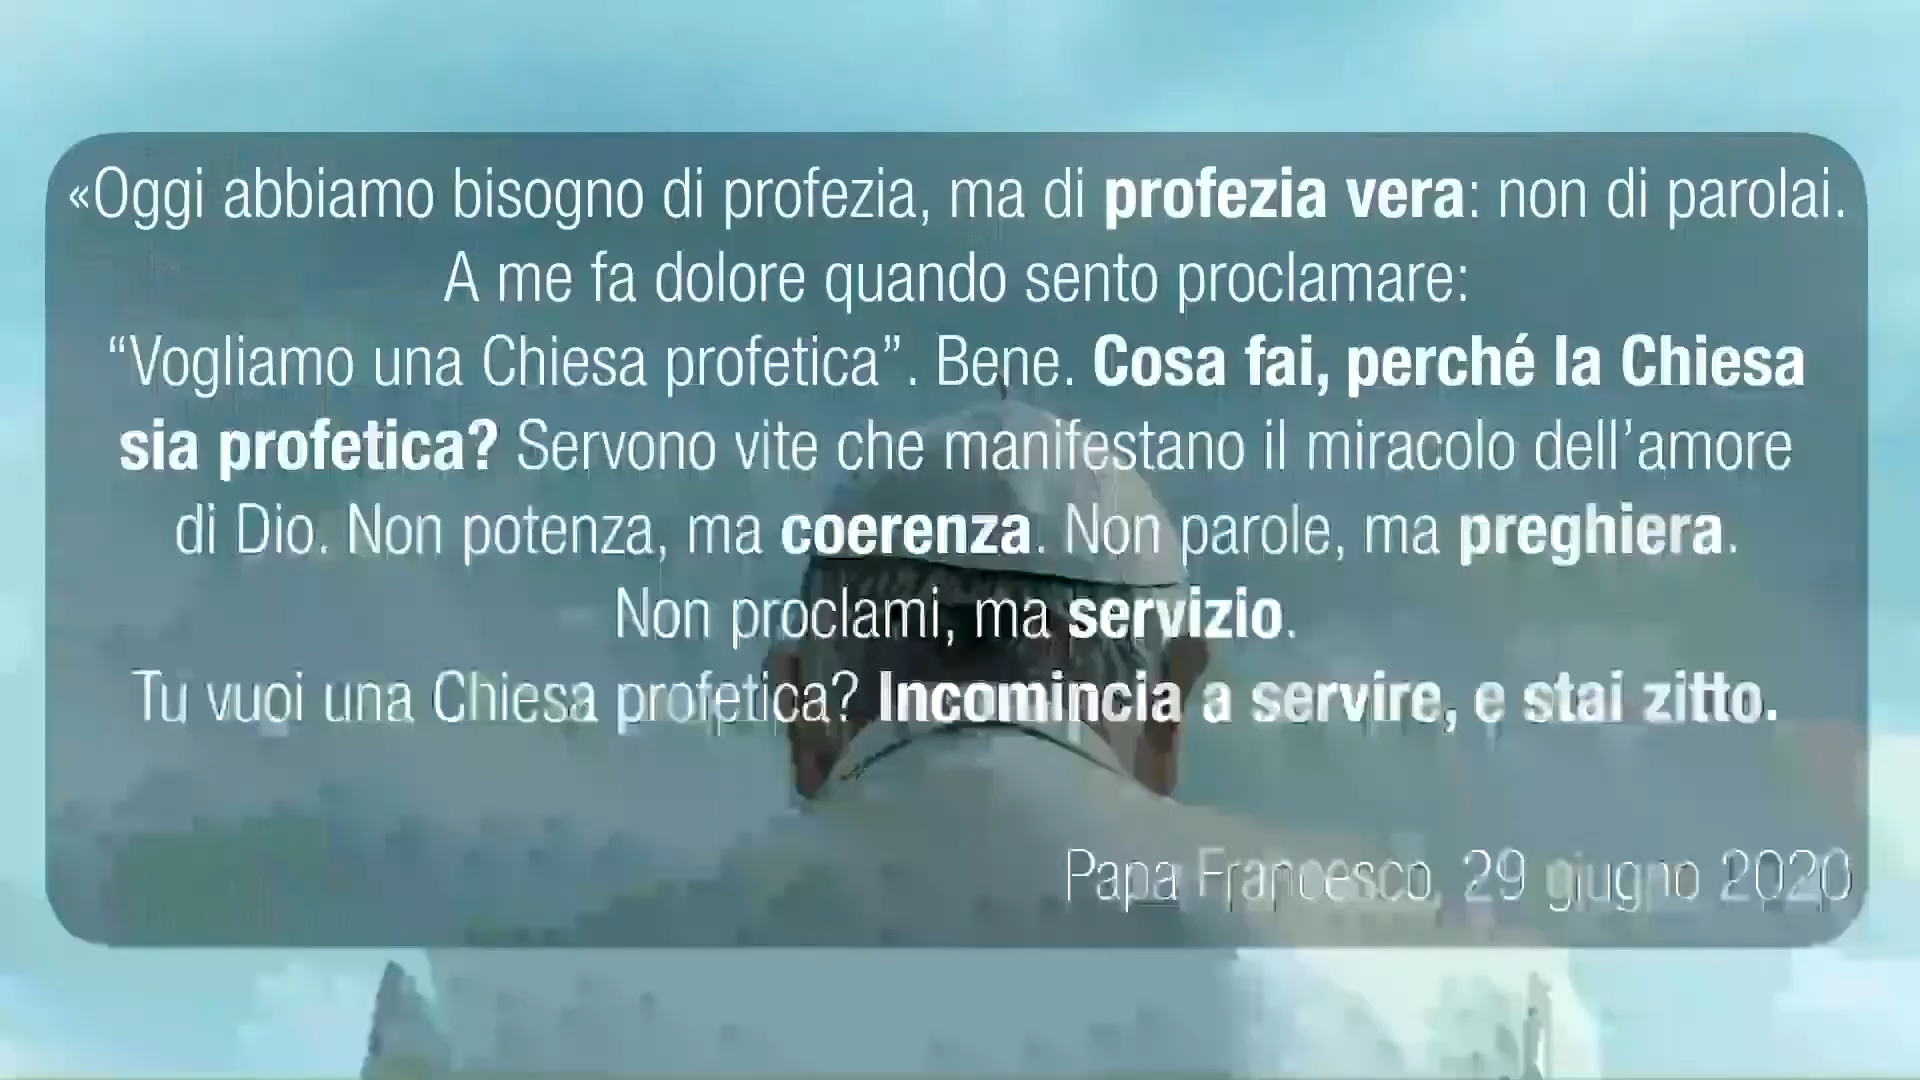 «Oggi abbiamo bisogno di profezia, ma di profezia vera: non di parolai.
A me fa dolore quando sento proclamare:
“Vogliamo una Chiesa profetica”. Bene. Cosa fai, perché la Chiesa
sia profetica? Servono vite che manifestano il miracolo dell’amore
di Dio. Non potenza, ma coerenza. Non parole, ma preghiera.
Non proclami, ma servizio.
Tu vuoi una Chiesa profetica? Incomincia a servire, e stai zitto.
Papa Francesco, 29 giugno 2020